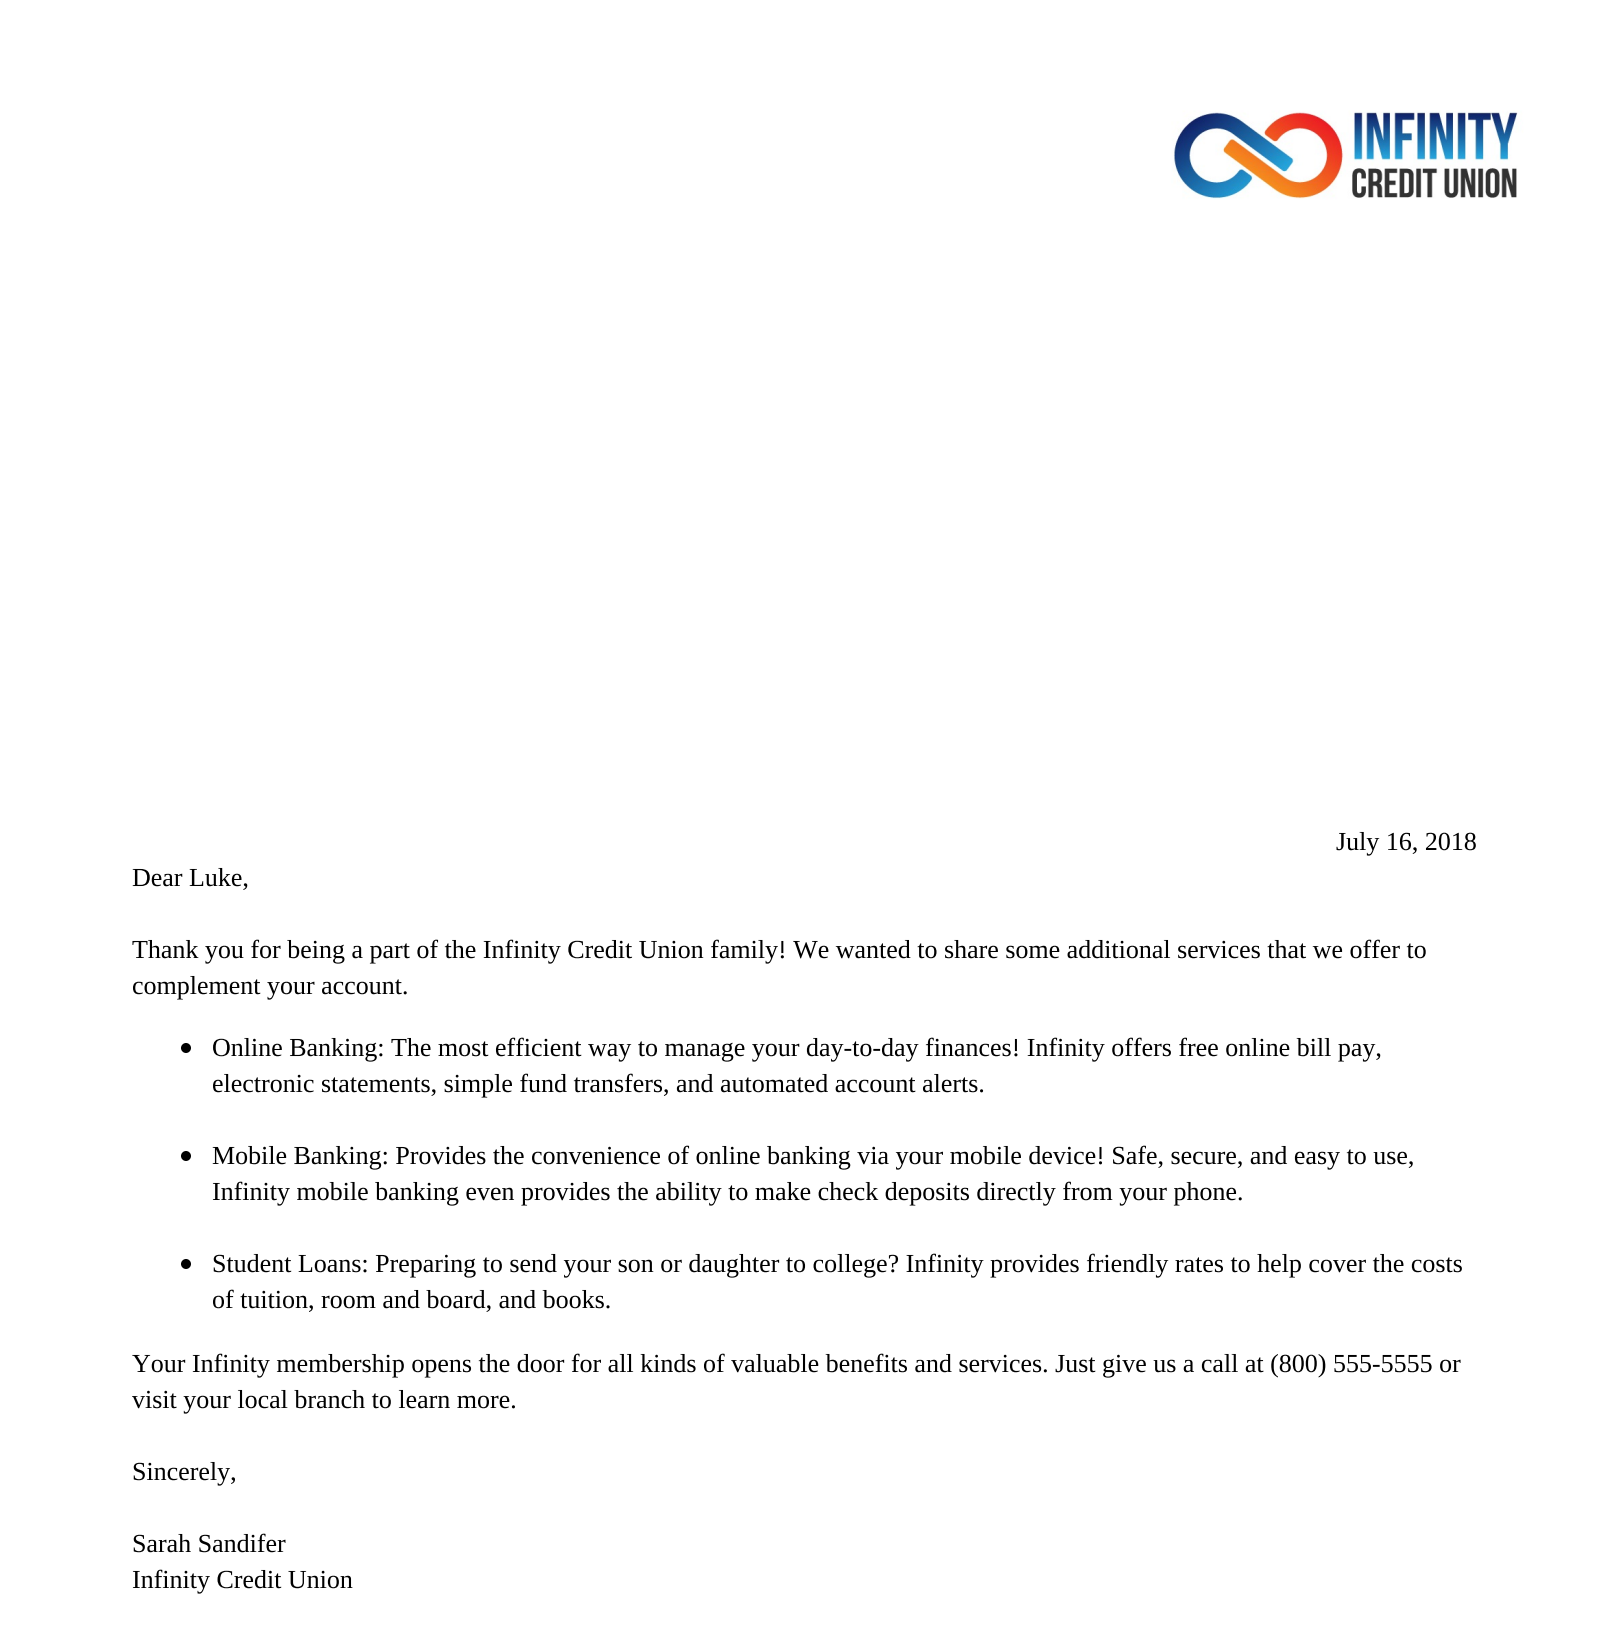 INFINITY
CREDIT UNION
July 16, 2018
Dear Luke,
Thank you for being a part of the Infinity Credit Union family! We wanted to share some additional services that we offer to
complement your account.
• Online Banking: The most efficient way to manage your day-to-day finances! Infinity offers free online bill pay,
electronic statements, simple fund transfers, and automated account alerts.
• Mobile Banking: Provides the convenience of online banking via your mobile device! Safe, secure, and easy to use,
Infinity mobile banking even provides the ability to make check deposits directly from your phone.
• Student Loans: Preparing to send your son or daughter to college? Infinity provides friendly rates to help cover the costs
of tuition, room and board, and books.
Your Infinity membership opens the door for all kinds of valuable benefits and services. Just give us a call at (800) 555-5555 or
visit your local branch to learn more.
Sincerely,
Sarah Sandifer
Infinity Credit Union